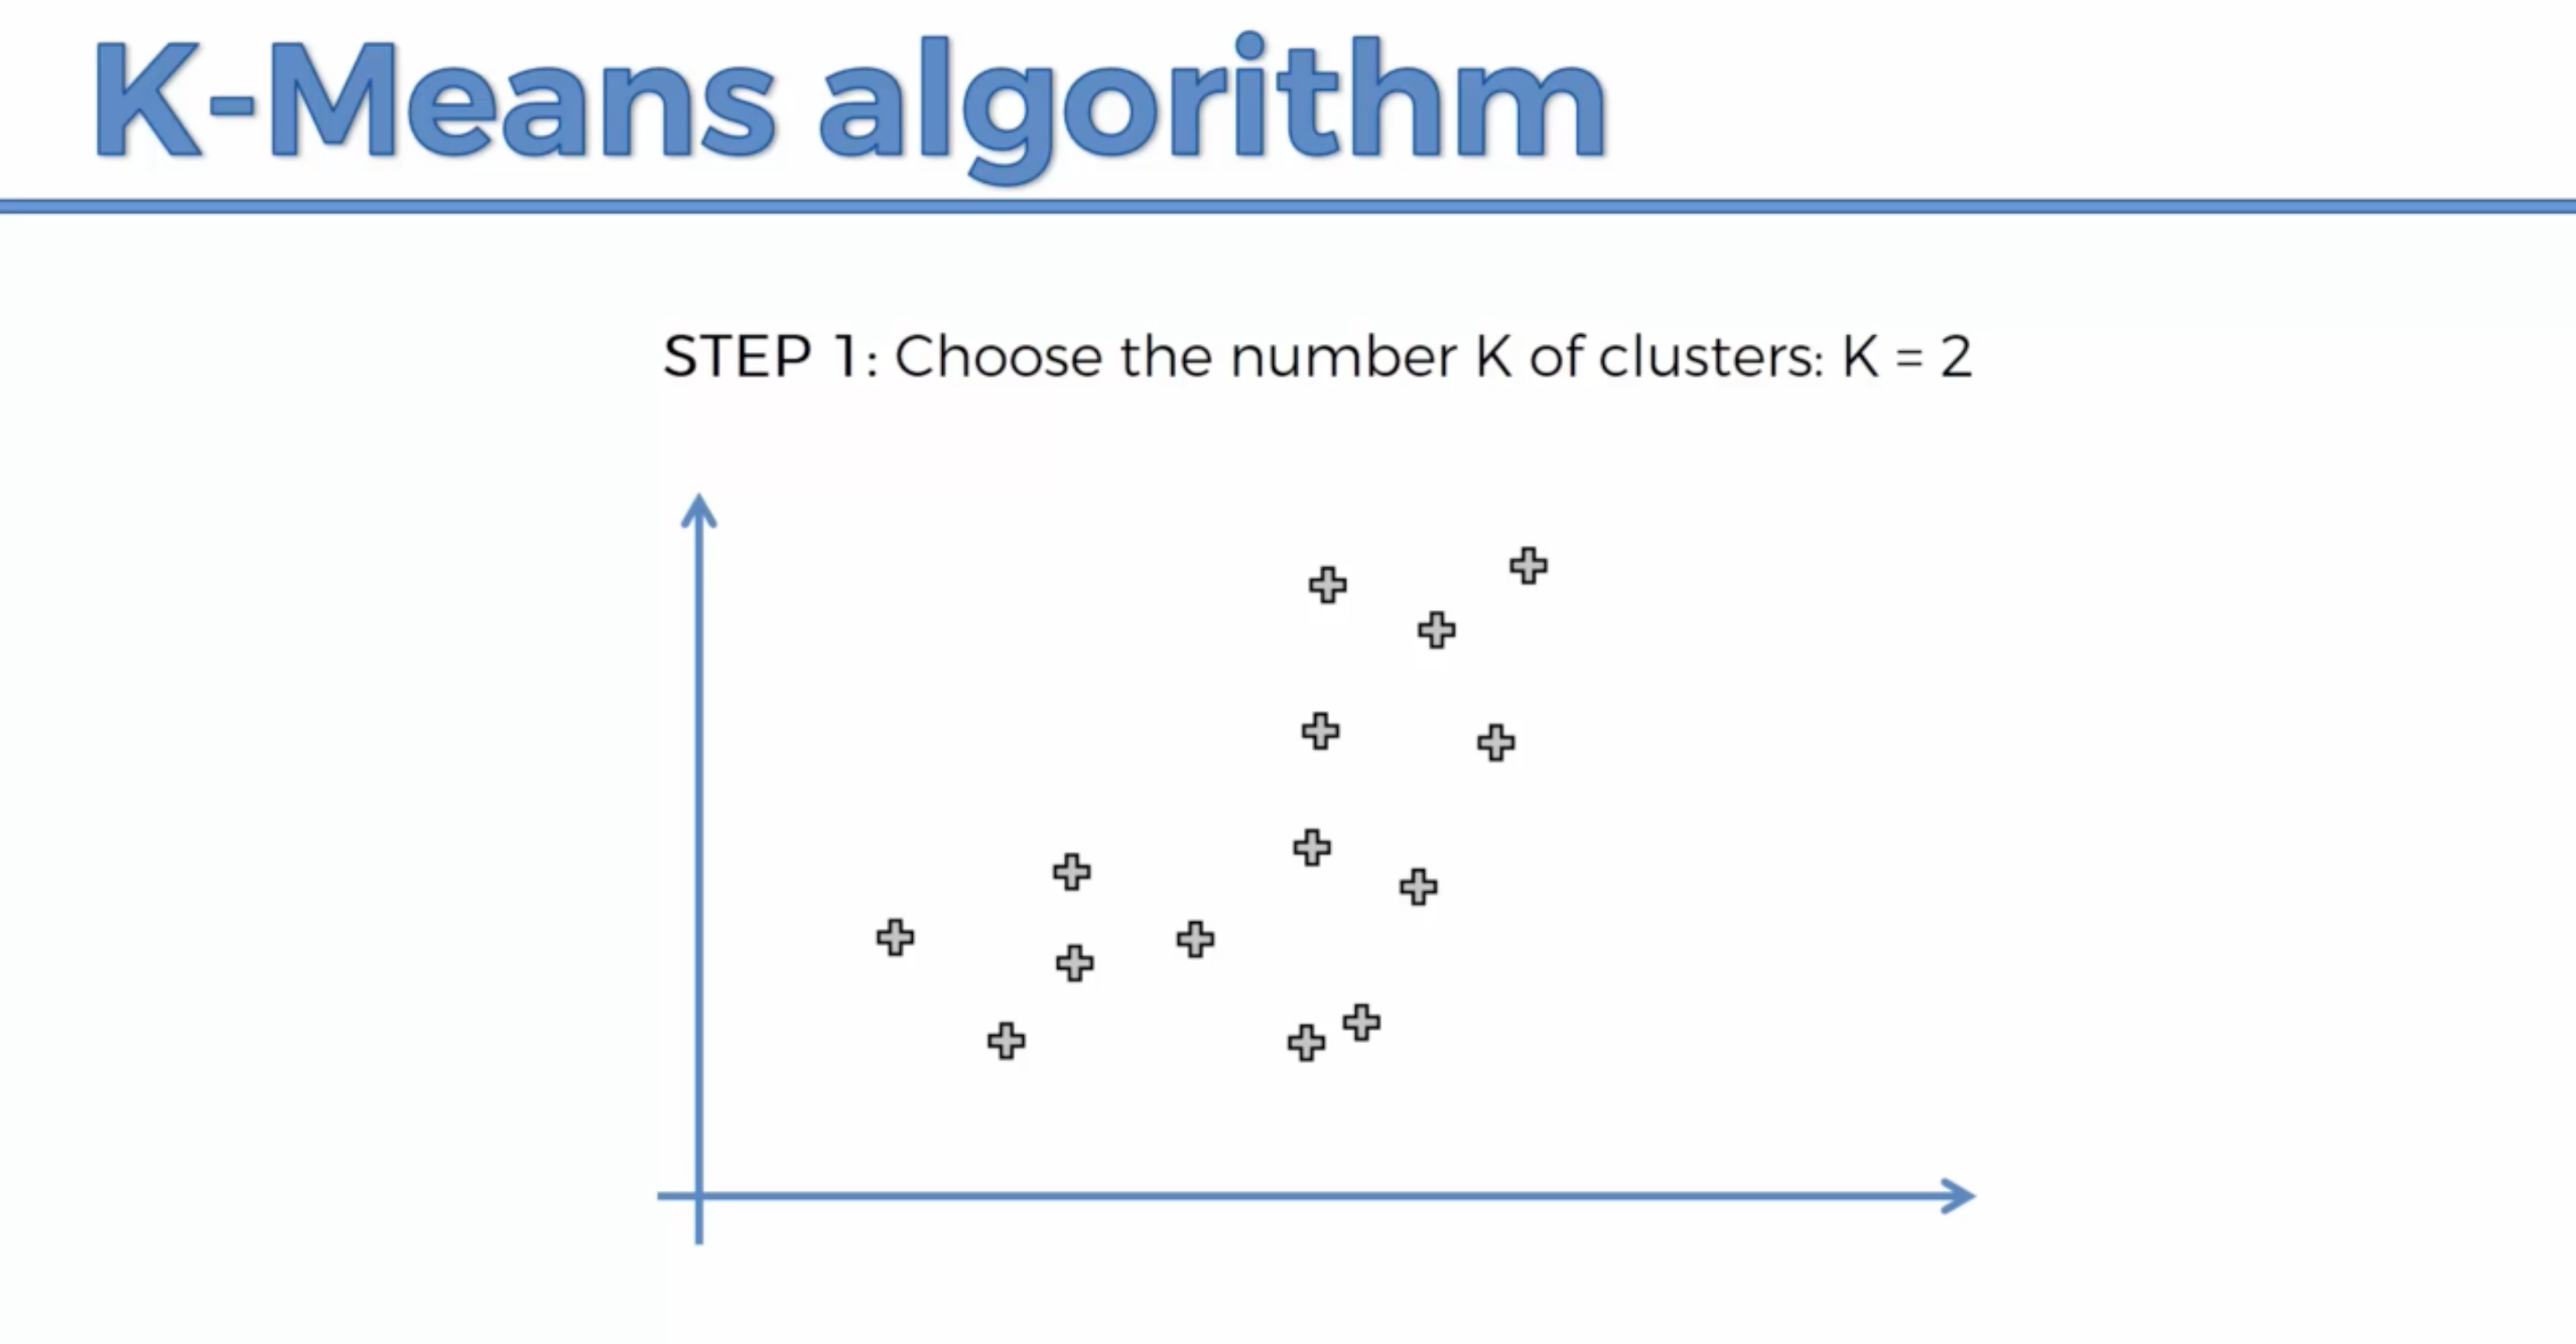 K-Means algorithm
STEP 1: Choose the number K of clusters: K = 2